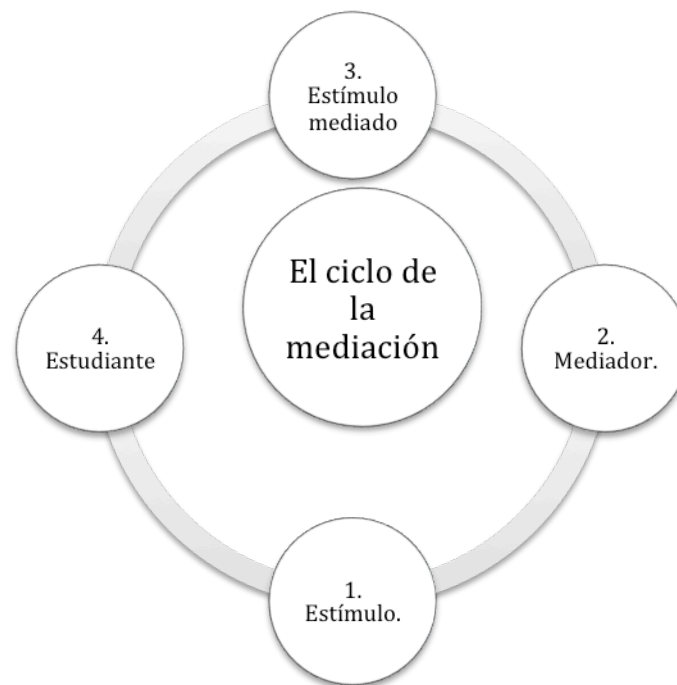 3.
Estímulo
mediado
El ciclo de
la
mediación
4.
Estudiante
2.
Mediador.
1.
Estímulo.